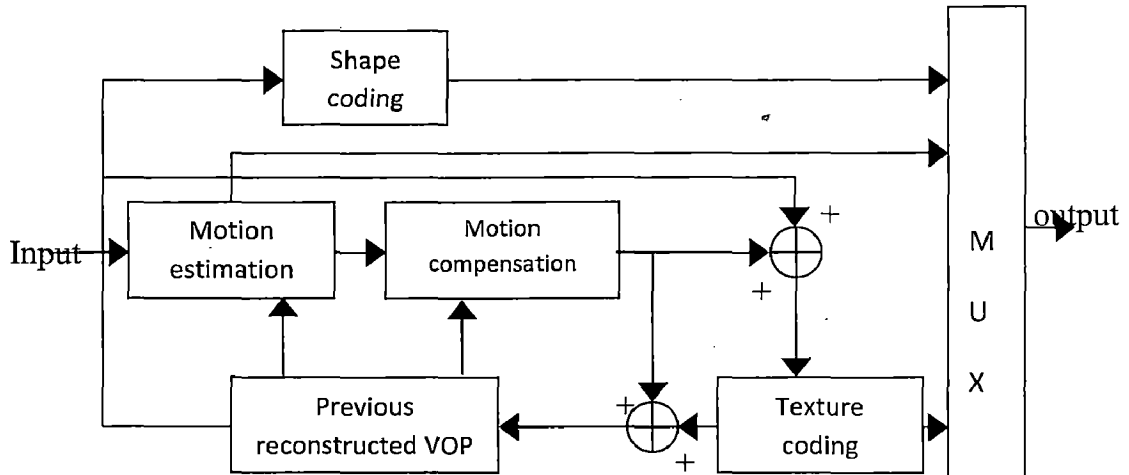 Shape
coding
+
Input
Motion
estimation
Motion
compensation
+
M
U
X
output
Previous
reconstructed VOP
+
+
Texture
coding